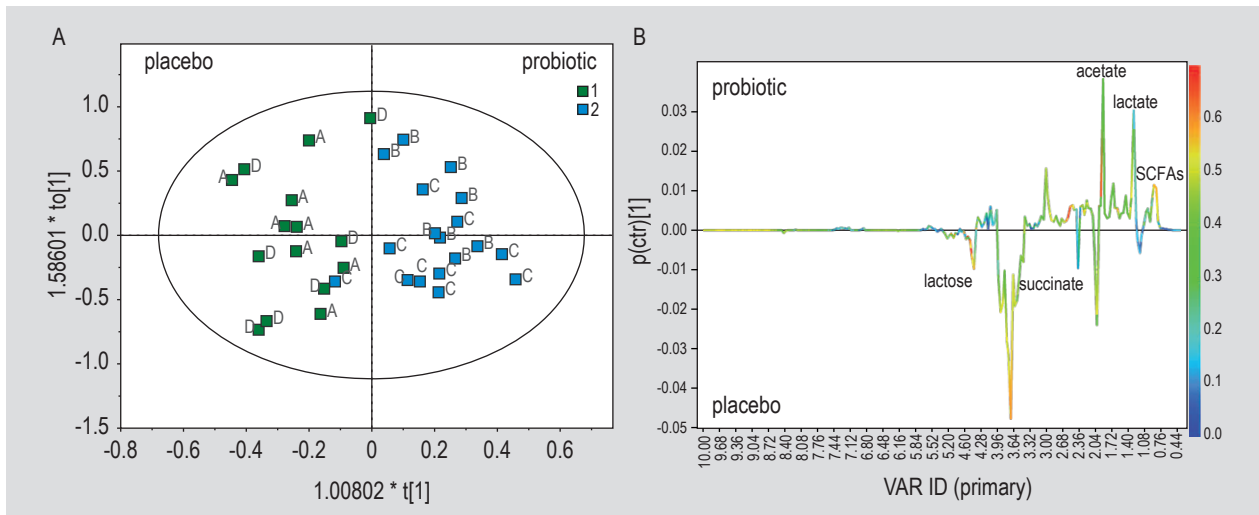 A
placebo
probiotic
1
2
1.0
0.5
0.0
-0.5
-1.0
-1.5
1.58601 * to[1]
D
A
B
B
D
A
B
C
B
A
C
A
A
B
B
D
A
D
C
B
B
C
A
C
D
C
C
C
C
A
D
D
C
-0.8
-0.6
-0.4
-0.2
0
0.2
0.4
0.6
1.00802 * t[1]
B
probiotic
acetate
lactate
SCFAs
lactose
succinate
placebo
0.03
0.02
0.01
0.00
-0.01
-0.02
-0.03
-0.04
-0.05
p(ctr)[1]
10.00 9.68 9.36 9.04 8.72 8.40 8.08 7.76 7.44 7.12 6.80 6.48 6.16 5.84 5.52 5.20 4.60 4.28 3.96 3.64 3.32 3.00 2.68 2.36 2.04 1.72 1.40 1.08 0.76 0.44
VAR ID (primary)
0.6
0.5
0.4
0.3
0.2
0.1
0.0